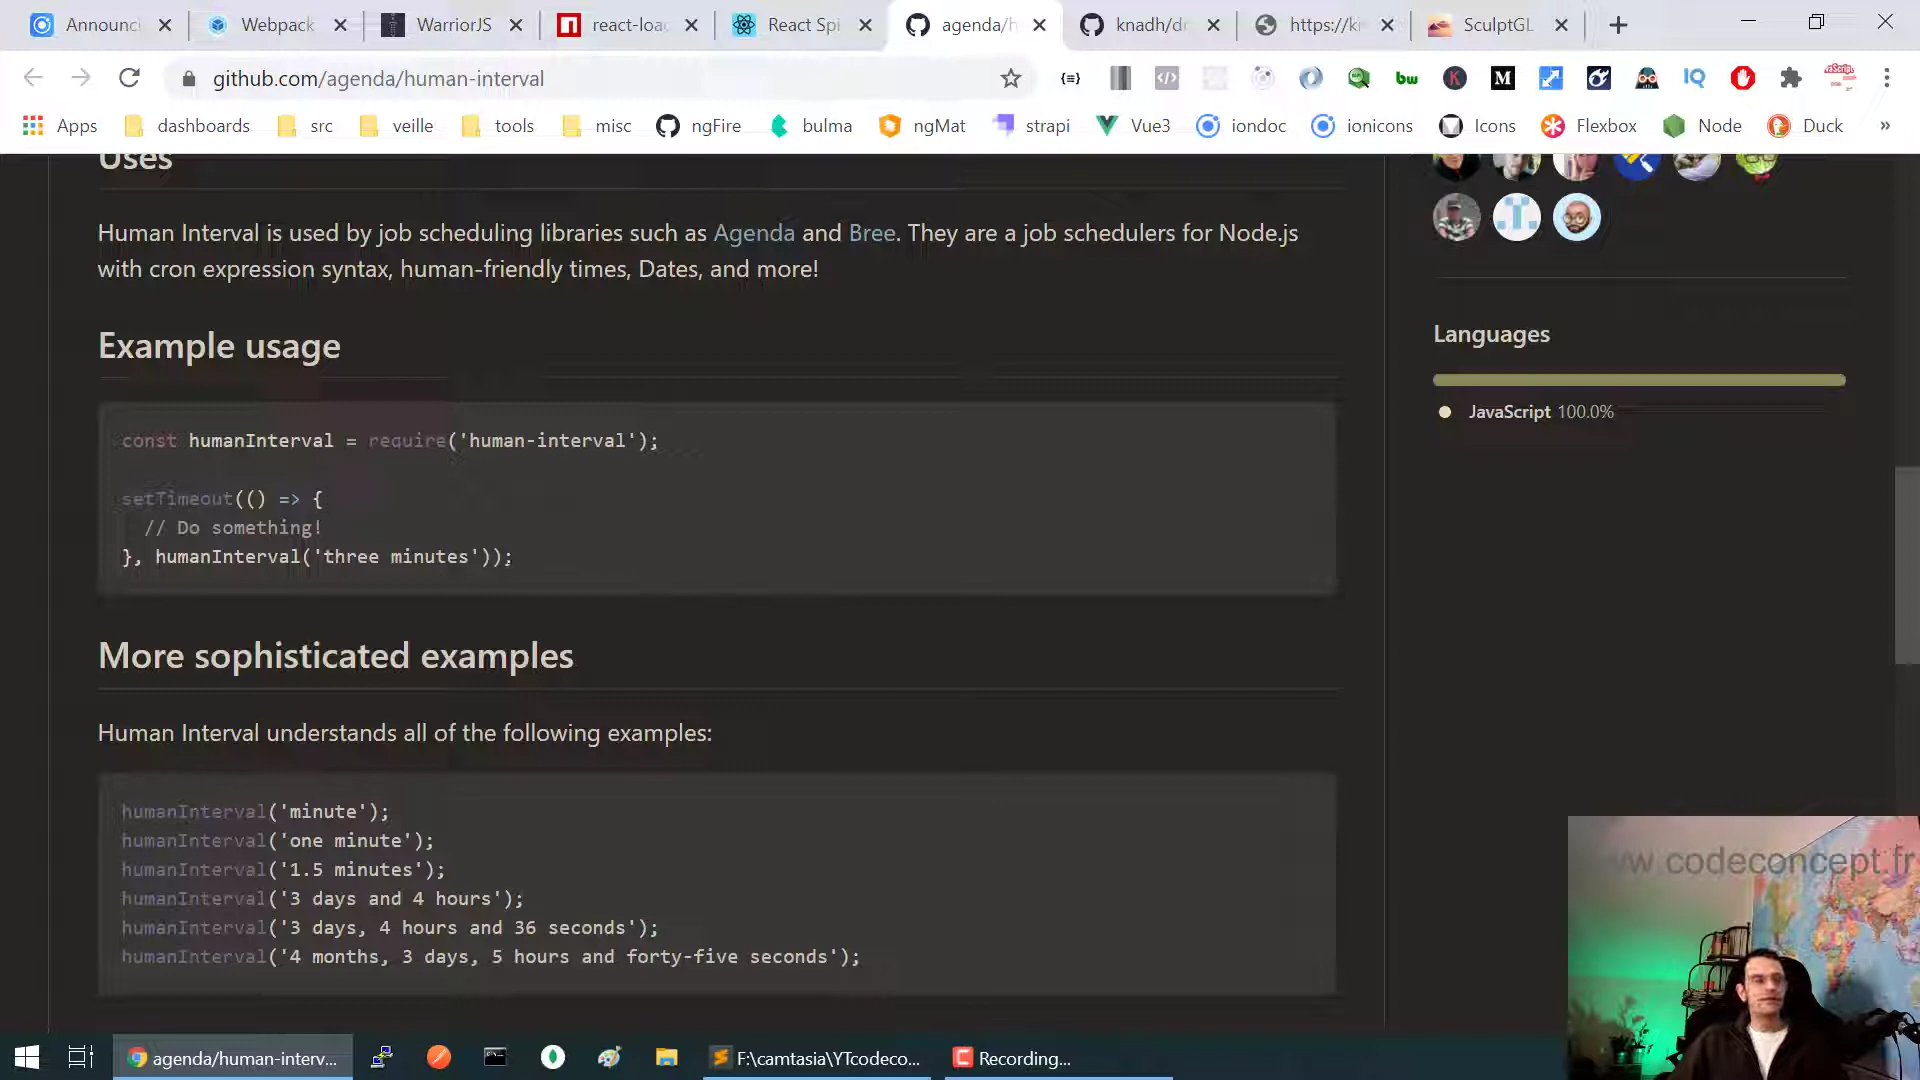 Announc
Webpack
WarriorJS
react-loa
React Spi
agenda/h
knadh/dr
https://kn
SculptGL
github.com/agenda/human-interval
bw
K
M
IQ
Apps
dashboards
src
veille
tools
misc
ngFire
bulma
ngMat
strapi
Vue3
iondoc
ionicons
Icons
Flexbox
Node
Duck
»
Uses
Human Interval is used by job scheduling libraries such as Agenda and Bree. They are a job schedulers for Node.js
with cron expression syntax, human-friendly times, Dates, and more!
Example usage
const humanInterval = require('human-interval');
setTimeout(() => {
// Do something!
}, humanInterval('three minutes'));
More sophisticated examples
Human Interval understands all of the following examples:
humanInterval('minute');
humanInterval('one minute');
humanInterval('1.5 minutes');
humanInterval('3 days and 4 hours');
humanInterval('3 days, 4 hours and 36 seconds');
humanInterval('4 months, 3 days, 5 hours and forty-five seconds');
Languages
JavaScript 100.0%
ww.codeconcept.fr
agenda/human-interv...
F:\camtasia\YTcodeco...
Recording...